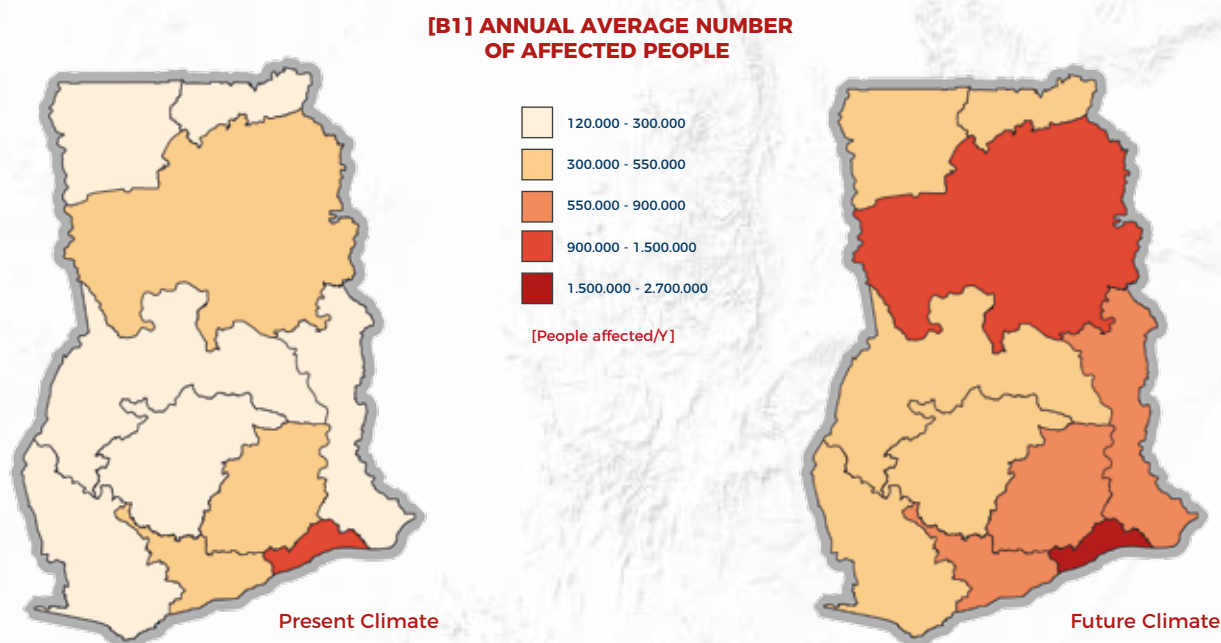 [B1] ANNUAL AVERAGE NUMBER
OF AFFECTED PEOPLE
120.000 - 300.000
300.000 - 550.000
550.000 - 900.000
900.000 - 1.500.000
1.500.000 - 2.700.000
[People affected/Y]
Present Climate
Future Climate